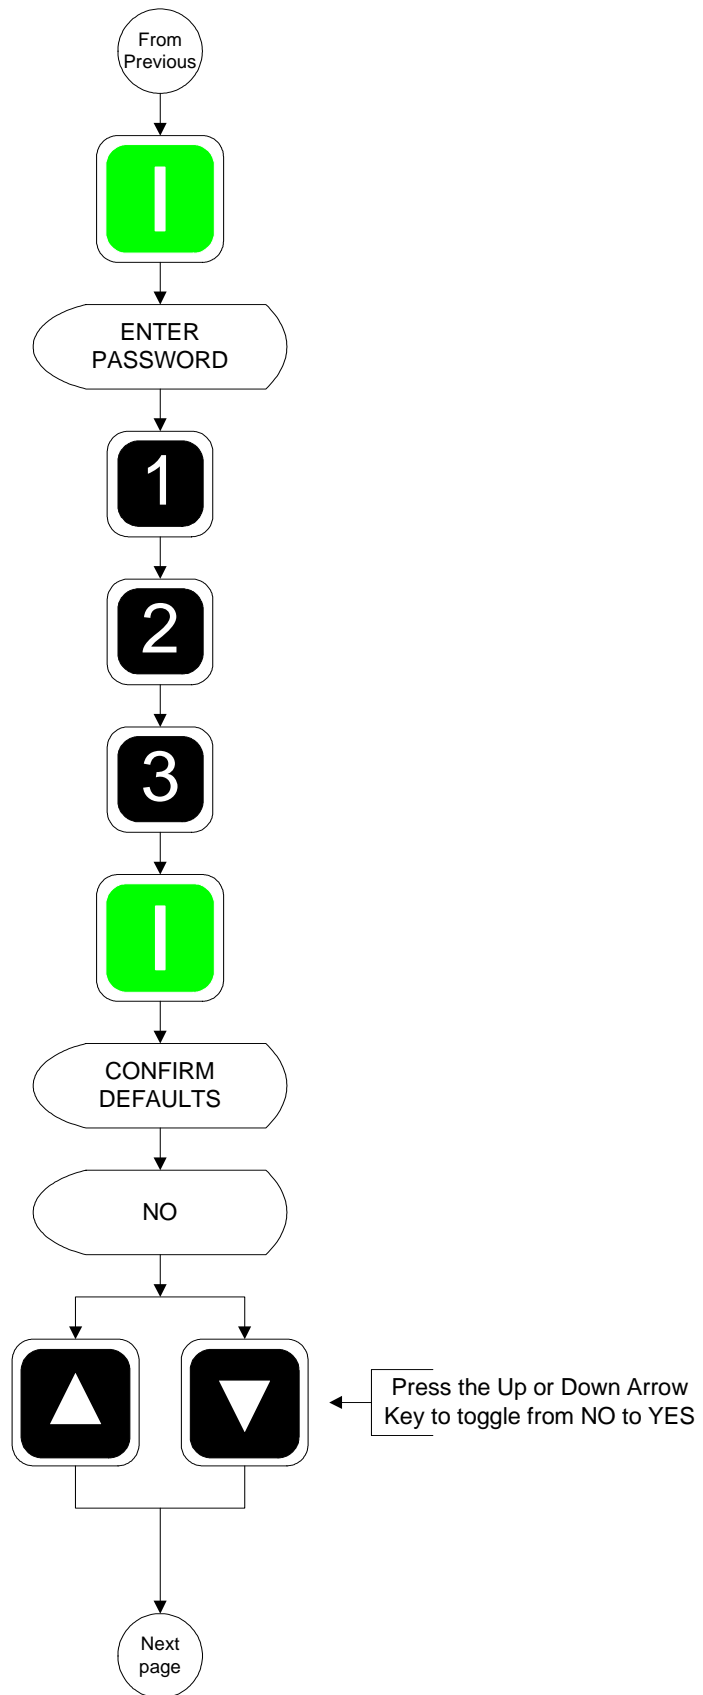 From
Previous
I
ENTER
PASSWORD
1
2
3
I
CONFIRM
DEFAULTS
NO
Press the Up or Down Arrow
Key to toggle from NO to YES
Next
page